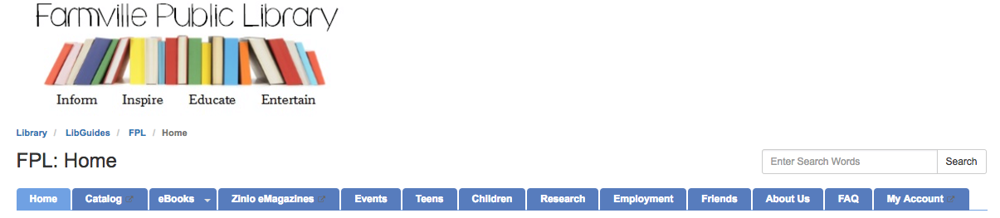 Farmville Public Library
Inform Inspire Educate Entertain
Library / LibGuides / FPL / Home
FPL: Home
Enter Search Words Search
Home Catalog eBooks Zinio eMagazines Events Teens Children Research Employment Friends About Us FAQ My Account